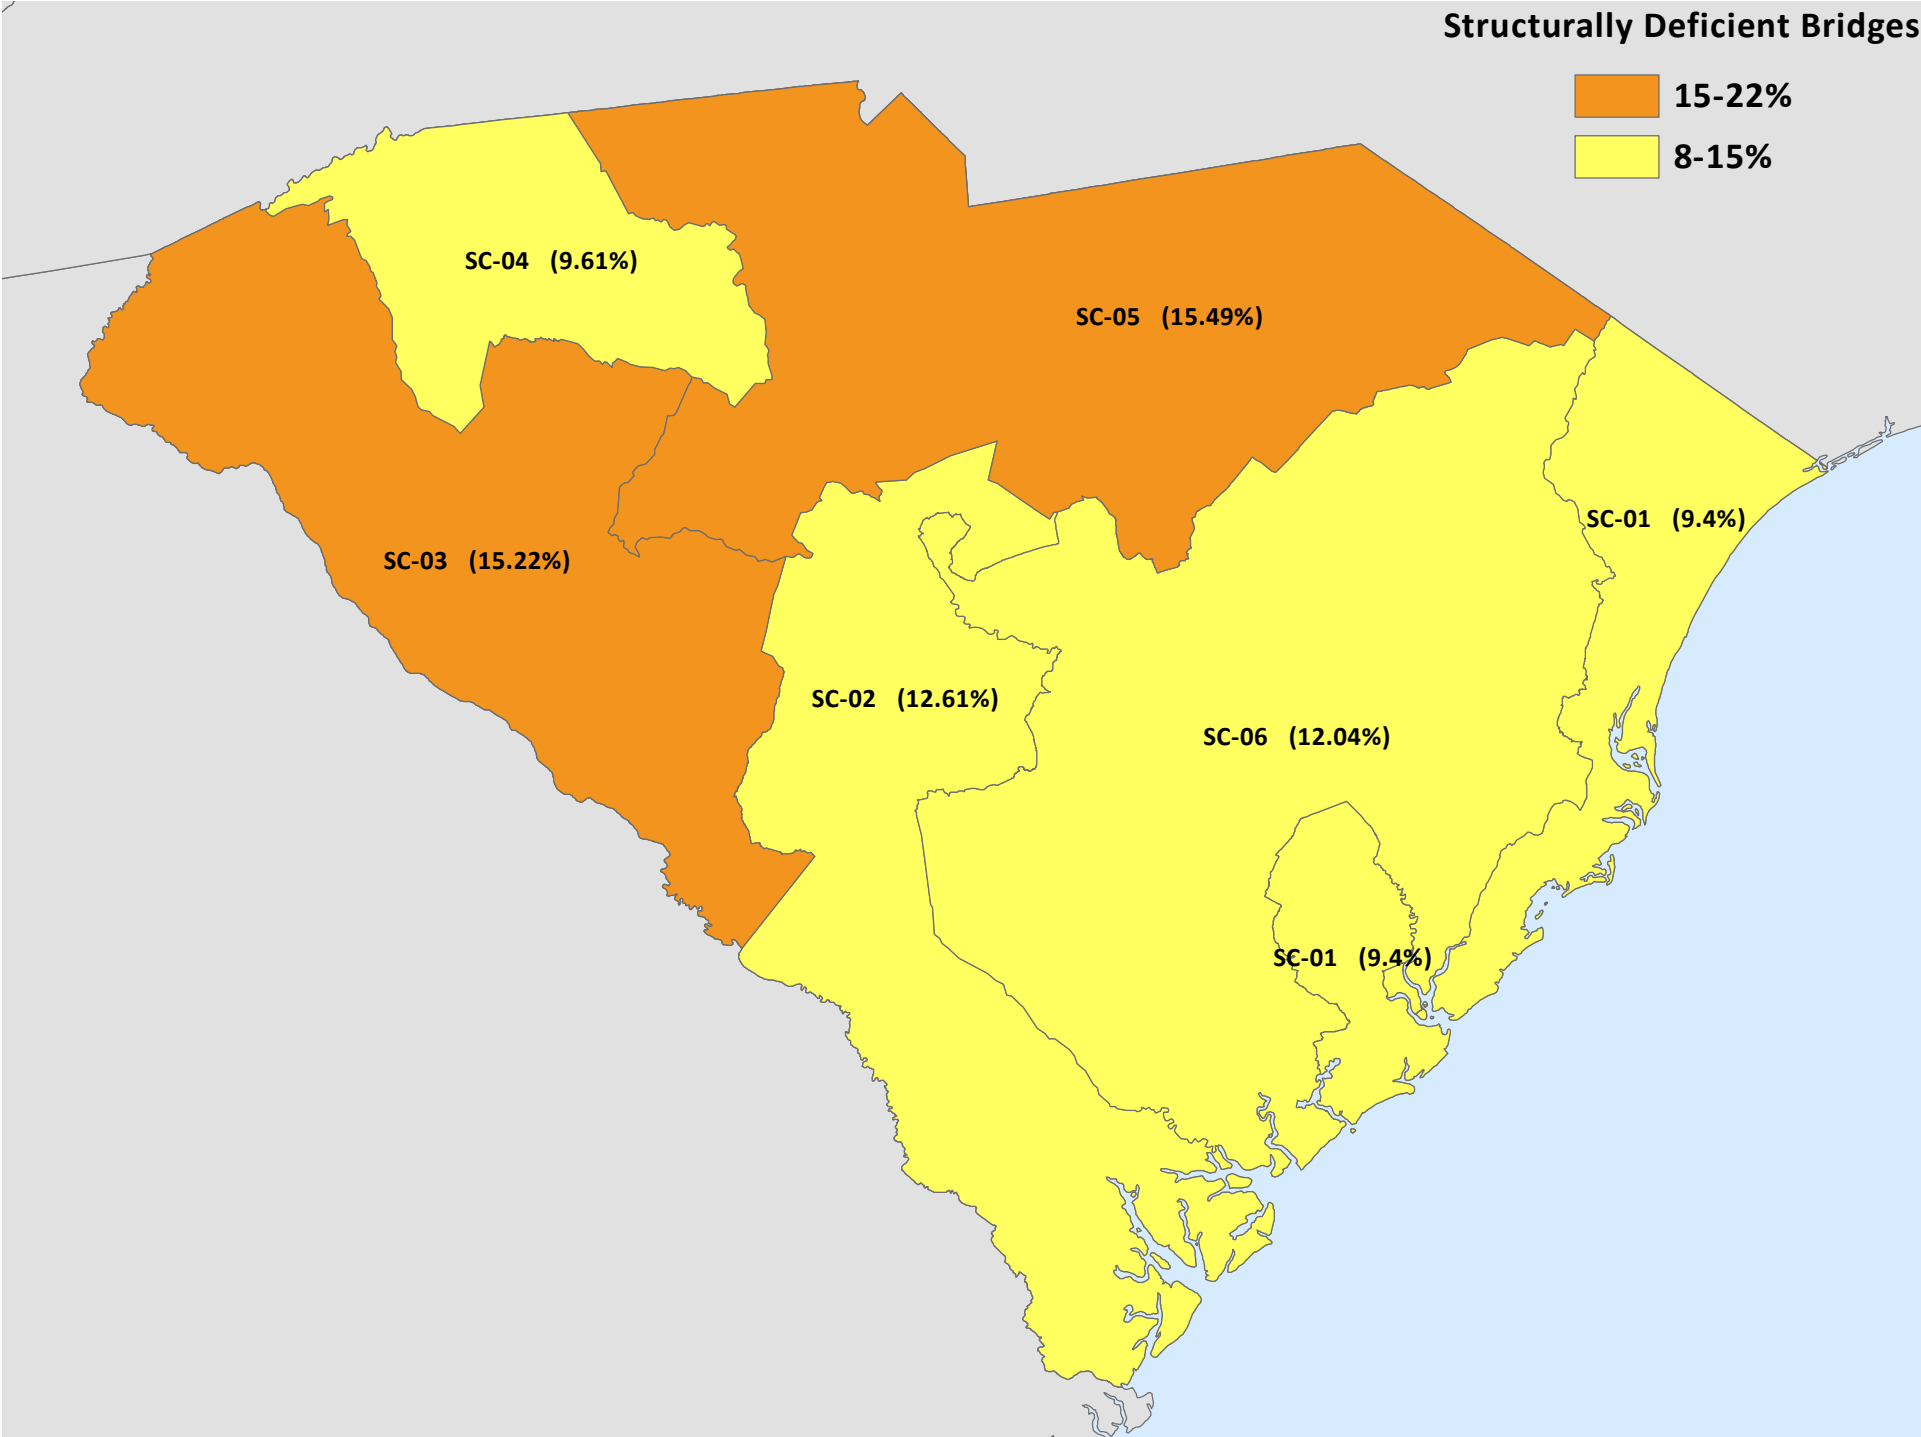 Structurally Deficient Bridges
15-22%
8-15%
SC-04 (9.61%)
SC-05 (15.49%)
SC-01 (9.4%)
SC-03 (15.22%)
SC-02 (12.61%)
SC-06 (12.04%)
SC-01 (9.4%)